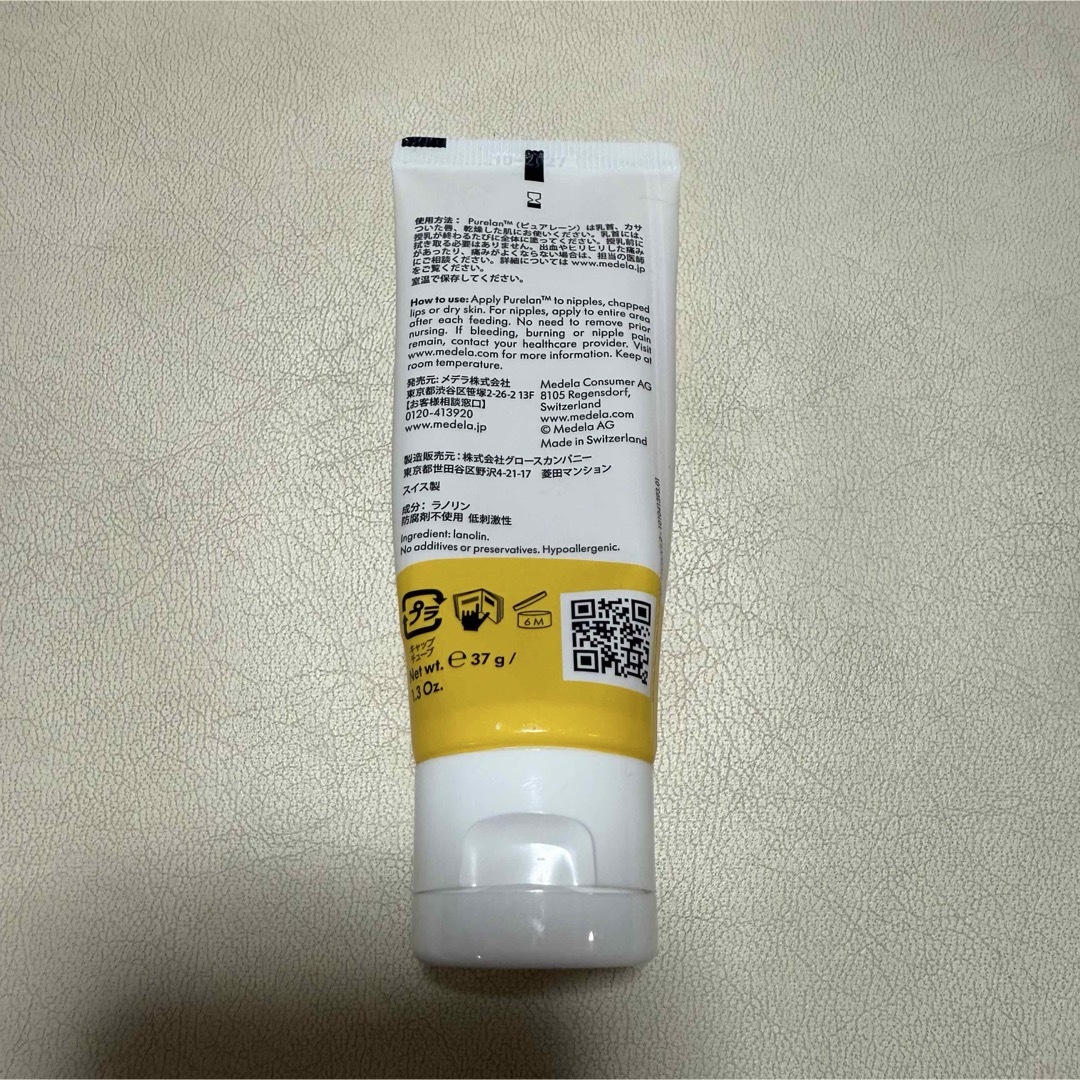 10-2027
使用方法： Purelan™（ピュアレーン）は乳首、カサ
ついた唇、乾燥した肌にお使いください。乳首には、
授乳が終わるたびに全体に塗ってください。授乳前に
拭き取る必要はありません。出血やヒリヒリした痛み
があったり、痛みがよくならない場合は、担当の医師
にご相談ください。詳細については www.medela.jp
をご覧ください。
室温で保存してください。
How to use: Apply Purelan™ to nipples, chapped
lips or dry skin. For nipples, apply to entire area
after each feeding. No need to remove prior
nursing. If bleeding, burning or nipple pain
remain, contact your healthcare provider. Visit
www.medela.com for more information. Keep at
room temperature.
発売元：メデラ株式会社
東京都渋谷区笹塚2-26-2 13F
【お客様相談窓口】
0120-413920
www.medela.jp
Medela Consumer AG
8105 Regensdorf,
Switzerland
www.medela.com
© Medela AG
Made in Switzerland
製造販売元：株式会社グロースカンパニー
東京都世田谷区野沢4-21-17　菱田マンション
スイス製
成分： ラノリン
防腐剤不使用 低刺激性
Ingredient: lanolin.
No additives or preservatives. Hypoallergenic.
プラ
キャップ
チューブ
6 M
Net wt. e 37 g /
1.3 Oz.